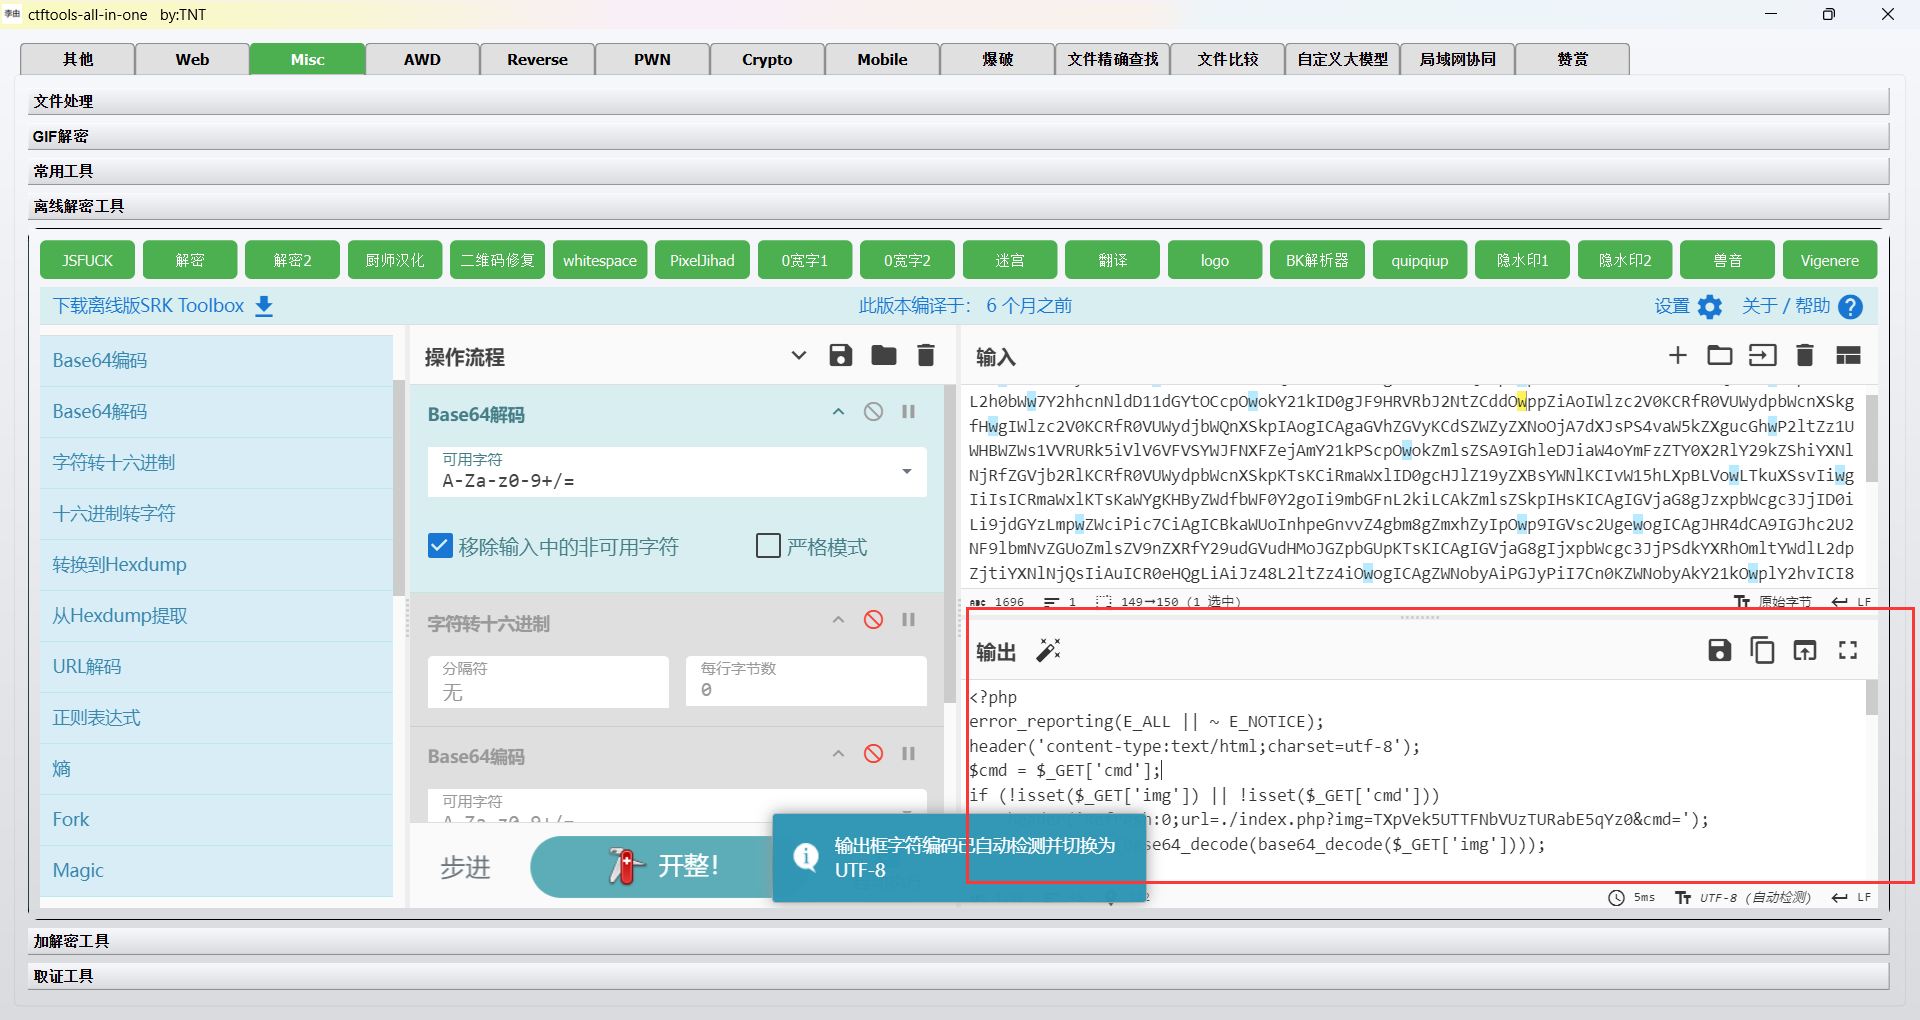 李由 ctftools-all-in-one by:TNT
其他 Web Misc AWD Reverse PWN Crypto Mobile 爆破 文件精确查找 文件比较 自定义大模型 局域网协同 赞赏
文件处理
GIF解密
常用工具
离线解密工具
JSFUCK 解密 解密2 厨师汉化 二维码修复 whitespace PixelJihad 0宽字1 0宽字2 迷宫 翻译 logo BK解析器 quipqiup 隐水印1 隐水印2 兽音 Vigenere
下载离线版SRK Toolbox 此版本编译于： 6 个月之前 设置 关于 / 帮助
Base64编码
Base64解码
字符转十六进制
十六进制转字符
转换到Hexdump
从Hexdump提取
URL解码
正则表达式
熵
Fork
Magic
操作流程
Base64解码
可用字符
A-Za-z0-9+/=
移除输入中的非可用字符 严格模式
字符转十六进制
分隔符 每行字节数
无 0
Base64编码
可用字符
A-Za-z0-9+/=
步进 开整!
输入
L2h0bWw7Y2hhcnNldD11dGYtOCcpOwokY21kID0gJF9HRVRbJ2NtZCddOwppZiAoIWlzc2V0KCRfR0VUWydpbWcnXSkg
fHwgIWlzc2V0KCRfR0VUWydjbWQnXSkpIAogICAgaGVhZGVyKCdSZWZyZXNoOjA7dXJsPS4vaW5kZXgucGhwP2ltZz1U
WHBWZWs1VVRURk5iVlV6VFVSYWJFNXFZejAmY21kPScpOwokZmlsZSA9IGhleDJiaW4oYmFzZTY0X2RlY29kZShiYXNl
NjRfZGVjb2RlKCRfR0VUWydpbWcnXSkpKTsKCiRmaWxlID0gcHJlZ19yZXBsYWNlKCIvW15hLXpBLVowLTkuXSsvIiwg
IiIsICRmaWxlKTsKaWYgKHByZWdfbWF0Y2goIi9mbGFnL2kiLCAkZmlsZSkpIHsKICAgIGVjaG8gJzxpbWcgc3JjID0i
Li9jdGYzLmpwZWciPic7CiAgICBkaWUoInhpeGnvvZ4gbm8gZmxhZyIpOwp9IGVsc2UgewogICAgJHR4dCA9IGJhc2U2
NF9lbmNvZGUoZmlsZV9nZXRfY29udGVudHMoJGZpbGUpKTsKICAgIGVjaG8gIjxpbWcgc3JjPSdkYXRhOmltYWdlL2dp
ZjtiYXNlNjQsIiAuICR0eHQgLiAiJz48L2ltZz4iOwogICAgZWNobyAiPGJyPiI7Cn0KZWNobyAkY21kOwplY2hvICI8
1696 1 149→150 (1 选中) 原始字节 LF
输出
<?php
error_reporting(E_ALL || ~ E_NOTICE);
header('content-type:text/html;charset=utf-8');
$cmd = $_GET['cmd'];
if (!isset($_GET['img']) || !isset($_GET['cmd']))
:0;url=./index.php?img=TXpVek5UTTFNbVUzTURabE5qYz0&cmd=');
64_decode(base64_decode($_GET['img'])));
输出框字符编码已自动检测并切换为
UTF-8
5ms UTF-8 (自动检测) LF
加解密工具
取证工具